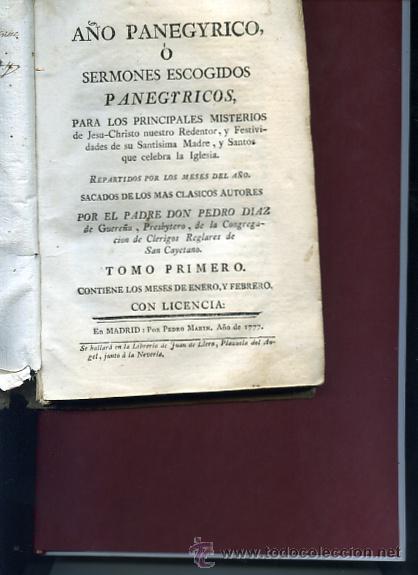 AÑO PANEGYRICO,
Ó
SERMONES ESCOGIDOS
PANEGYRICOS,
PARA LOS PRINCIPALES MISTERIOS
de Jesu-Christo nuestro Redentor, y Festivi-
dades de su Santisima Madre, y Santos
que celebra la Iglesia.
REPARTIDOS POR LOS MESES DEL AÑO.
SACADOS DE LOS MAS CLASICOS AUTORES
POR EL PADRE DON PEDRO DIAZ
de Guereña, Presbytero, de la Congrega-
cion de Clerigos Reglares de
San Cayetano.
TOMO PRIMERO.
CONTIENE LOS MESES DE ENERO, Y FEBRERO.
CON LICENCIA:
En MADRID: POR PEDRO MARIN. Año de 1777.
Se hallará en la Libreria de Juan de Llera, Plazuela del An-
gel, junto á la Neveria.
www.todocoleccion.net